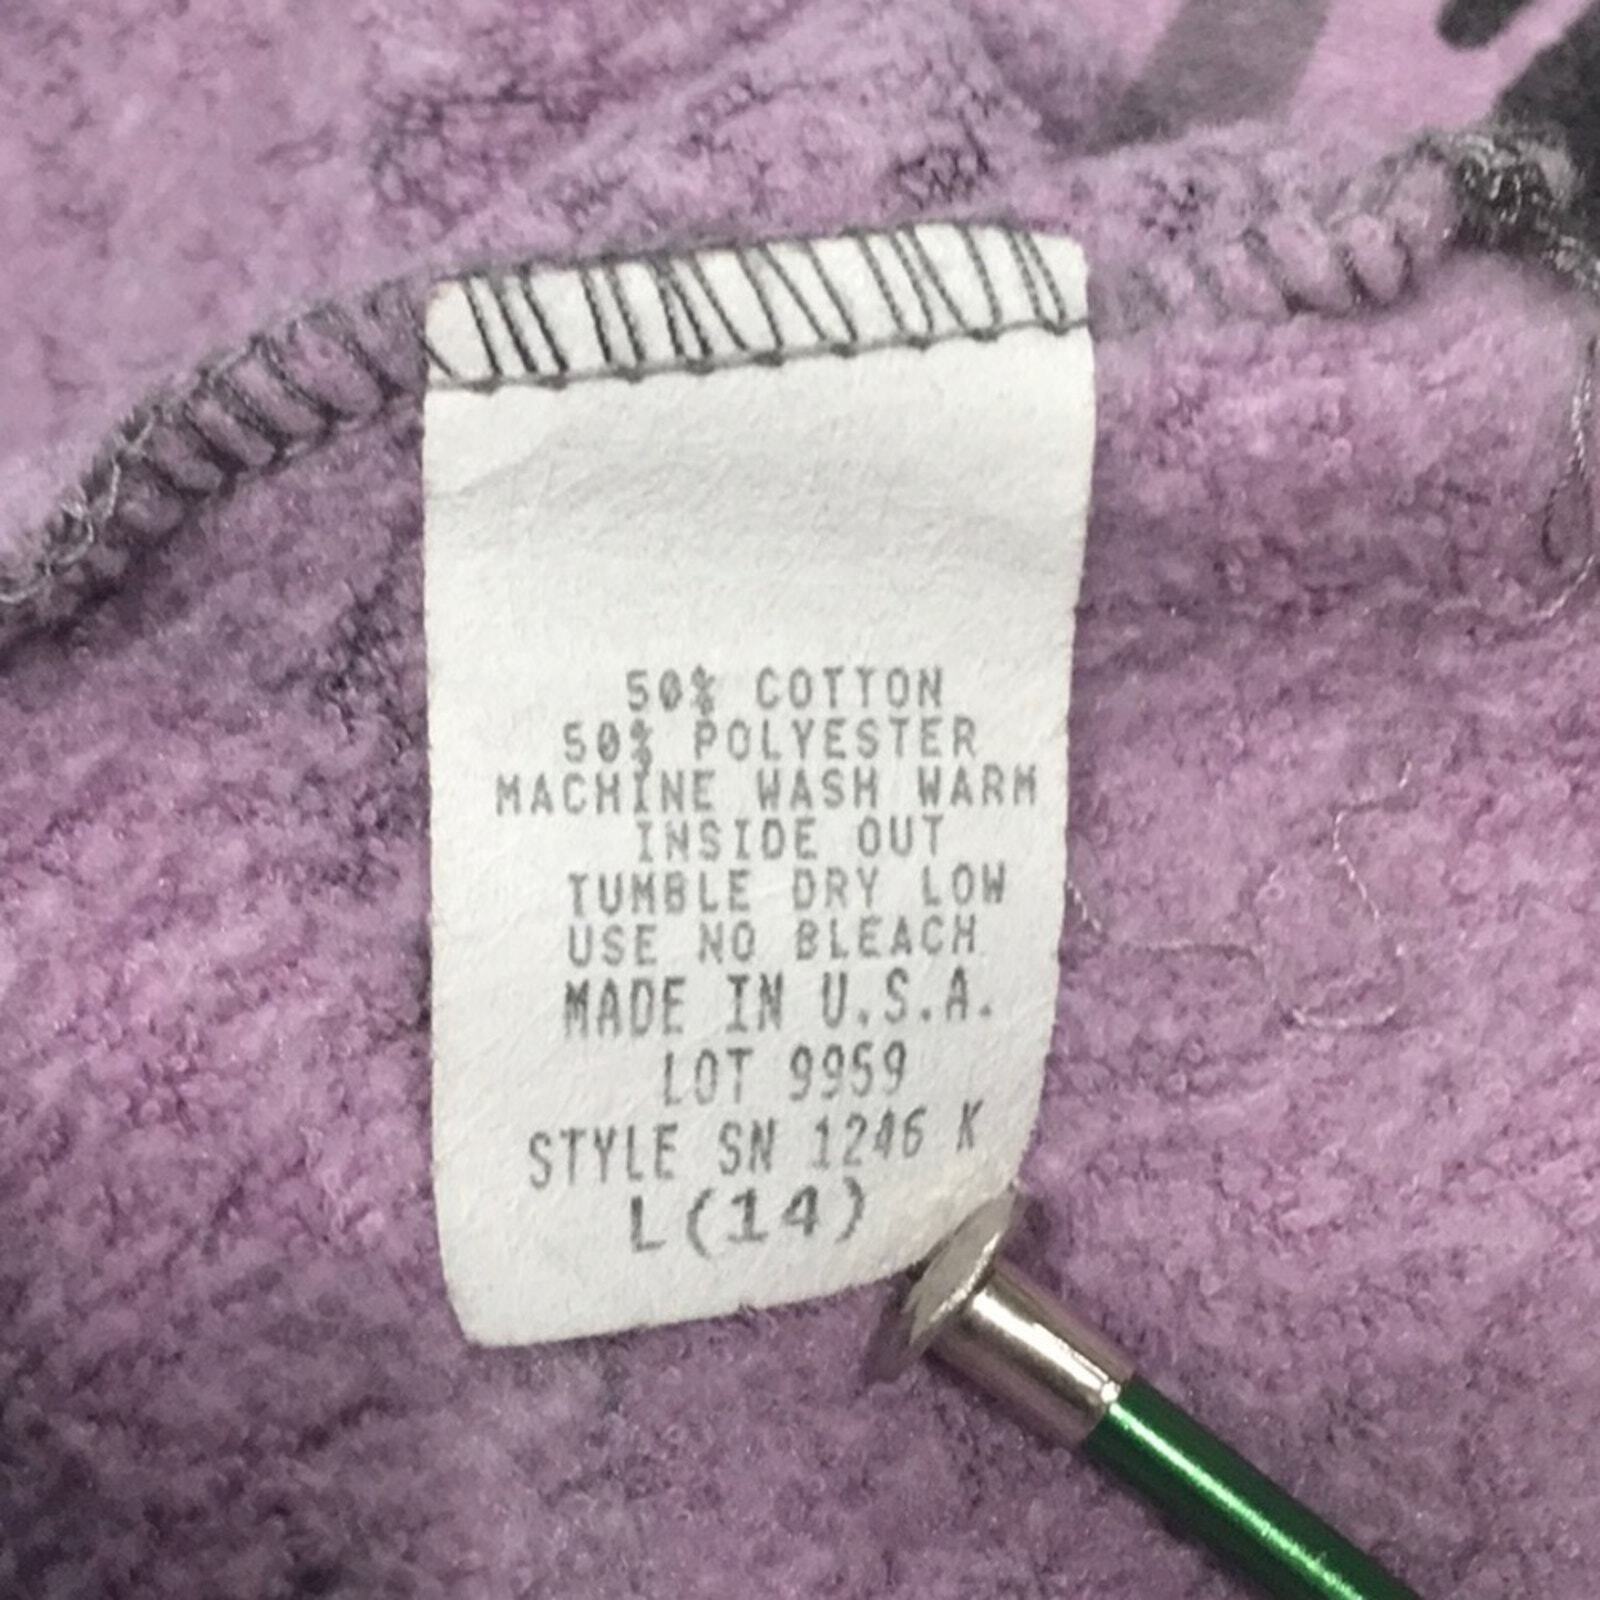 50% COTTON
50% POLYESTER
MACHINE WASH WARM
INSIDE OUT
TUMBLE DRY LOW
USE NO BLEACH
MADE IN U.S.A.
LOT 9959
STYLE SN 1246 K
L(14)